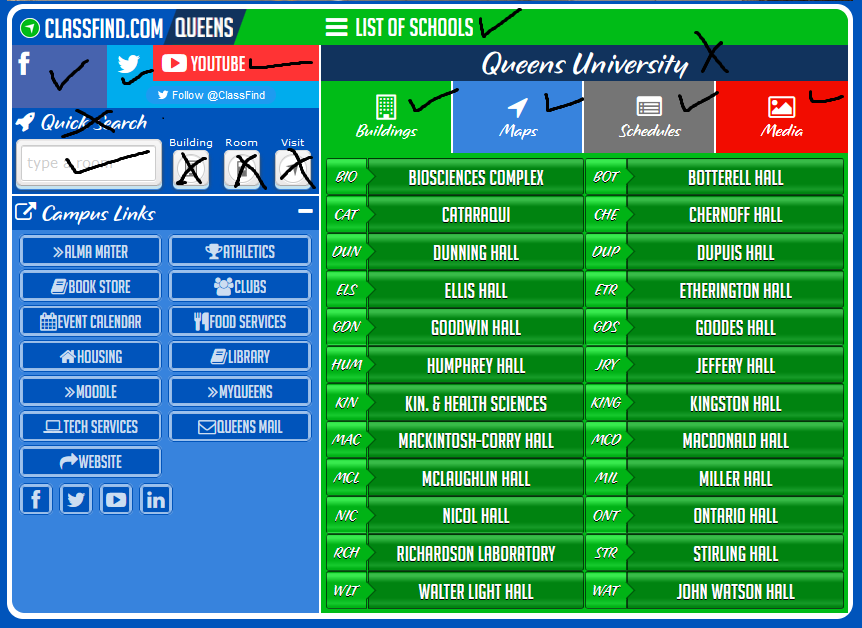 CLASSFIND.COM QUEENS
LIST OF SCHOOLS
YOUTUBE
Follow @ClassFind
Queens University
Quick Search
Building Room Visit
type a room
Buildings
Maps
Schedules
Media
Campus Links
ALMA MATER
ATHLETICS
BOOK STORE
CLUBS
EVENT CALENDAR
FOOD SERVICES
HOUSING
LIBRARY
MOODLE
MYQUEENS
TECH SERVICES
QUEENS MAIL
WEBSITE
BIO BIOSCIENCES COMPLEX
BOT BOTTERELL HALL
CAT CATARAQUI
CHE CHERNOFF HALL
DUN DUNNING HALL
DUP DUPUIS HALL
ELS ELLIS HALL
ETR ETHERINGTON HALL
GDN GOODWIN HALL
GDS GOODES HALL
HUM HUMPHREY HALL
JRY JEFFERY HALL
KIN KIN. & HEALTH SCIENCES
KING KINGSTON HALL
MAC MACKINTOSH-CORRY HALL
MCD MACDONALD HALL
MCL MCLAUGHLIN HALL
MIL MILLER HALL
NIC NICOL HALL
ONT ONTARIO HALL
RCH RICHARDSON LABORATORY
STR STIRLING HALL
WLT WALTER LIGHT HALL
WAT JOHN WATSON HALL